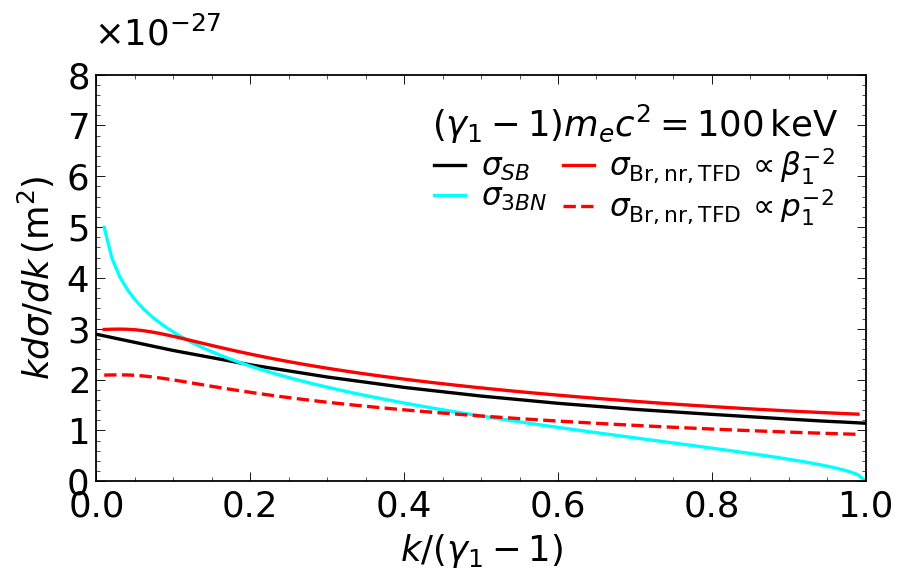 ×10⁻²⁷
8
7
6
5
4
3
2
1
0
kdσ/dk (m²)
(γ₁ − 1)mₑc² = 100 keV
σ_SB
σ_3BN
σ_Br,nr,TFD ∝ β₁⁻²
σ_Br,nr,TFD ∝ p₁⁻²
0.0 0.2 0.4 0.6 0.8 1.0
k/(γ₁ − 1)